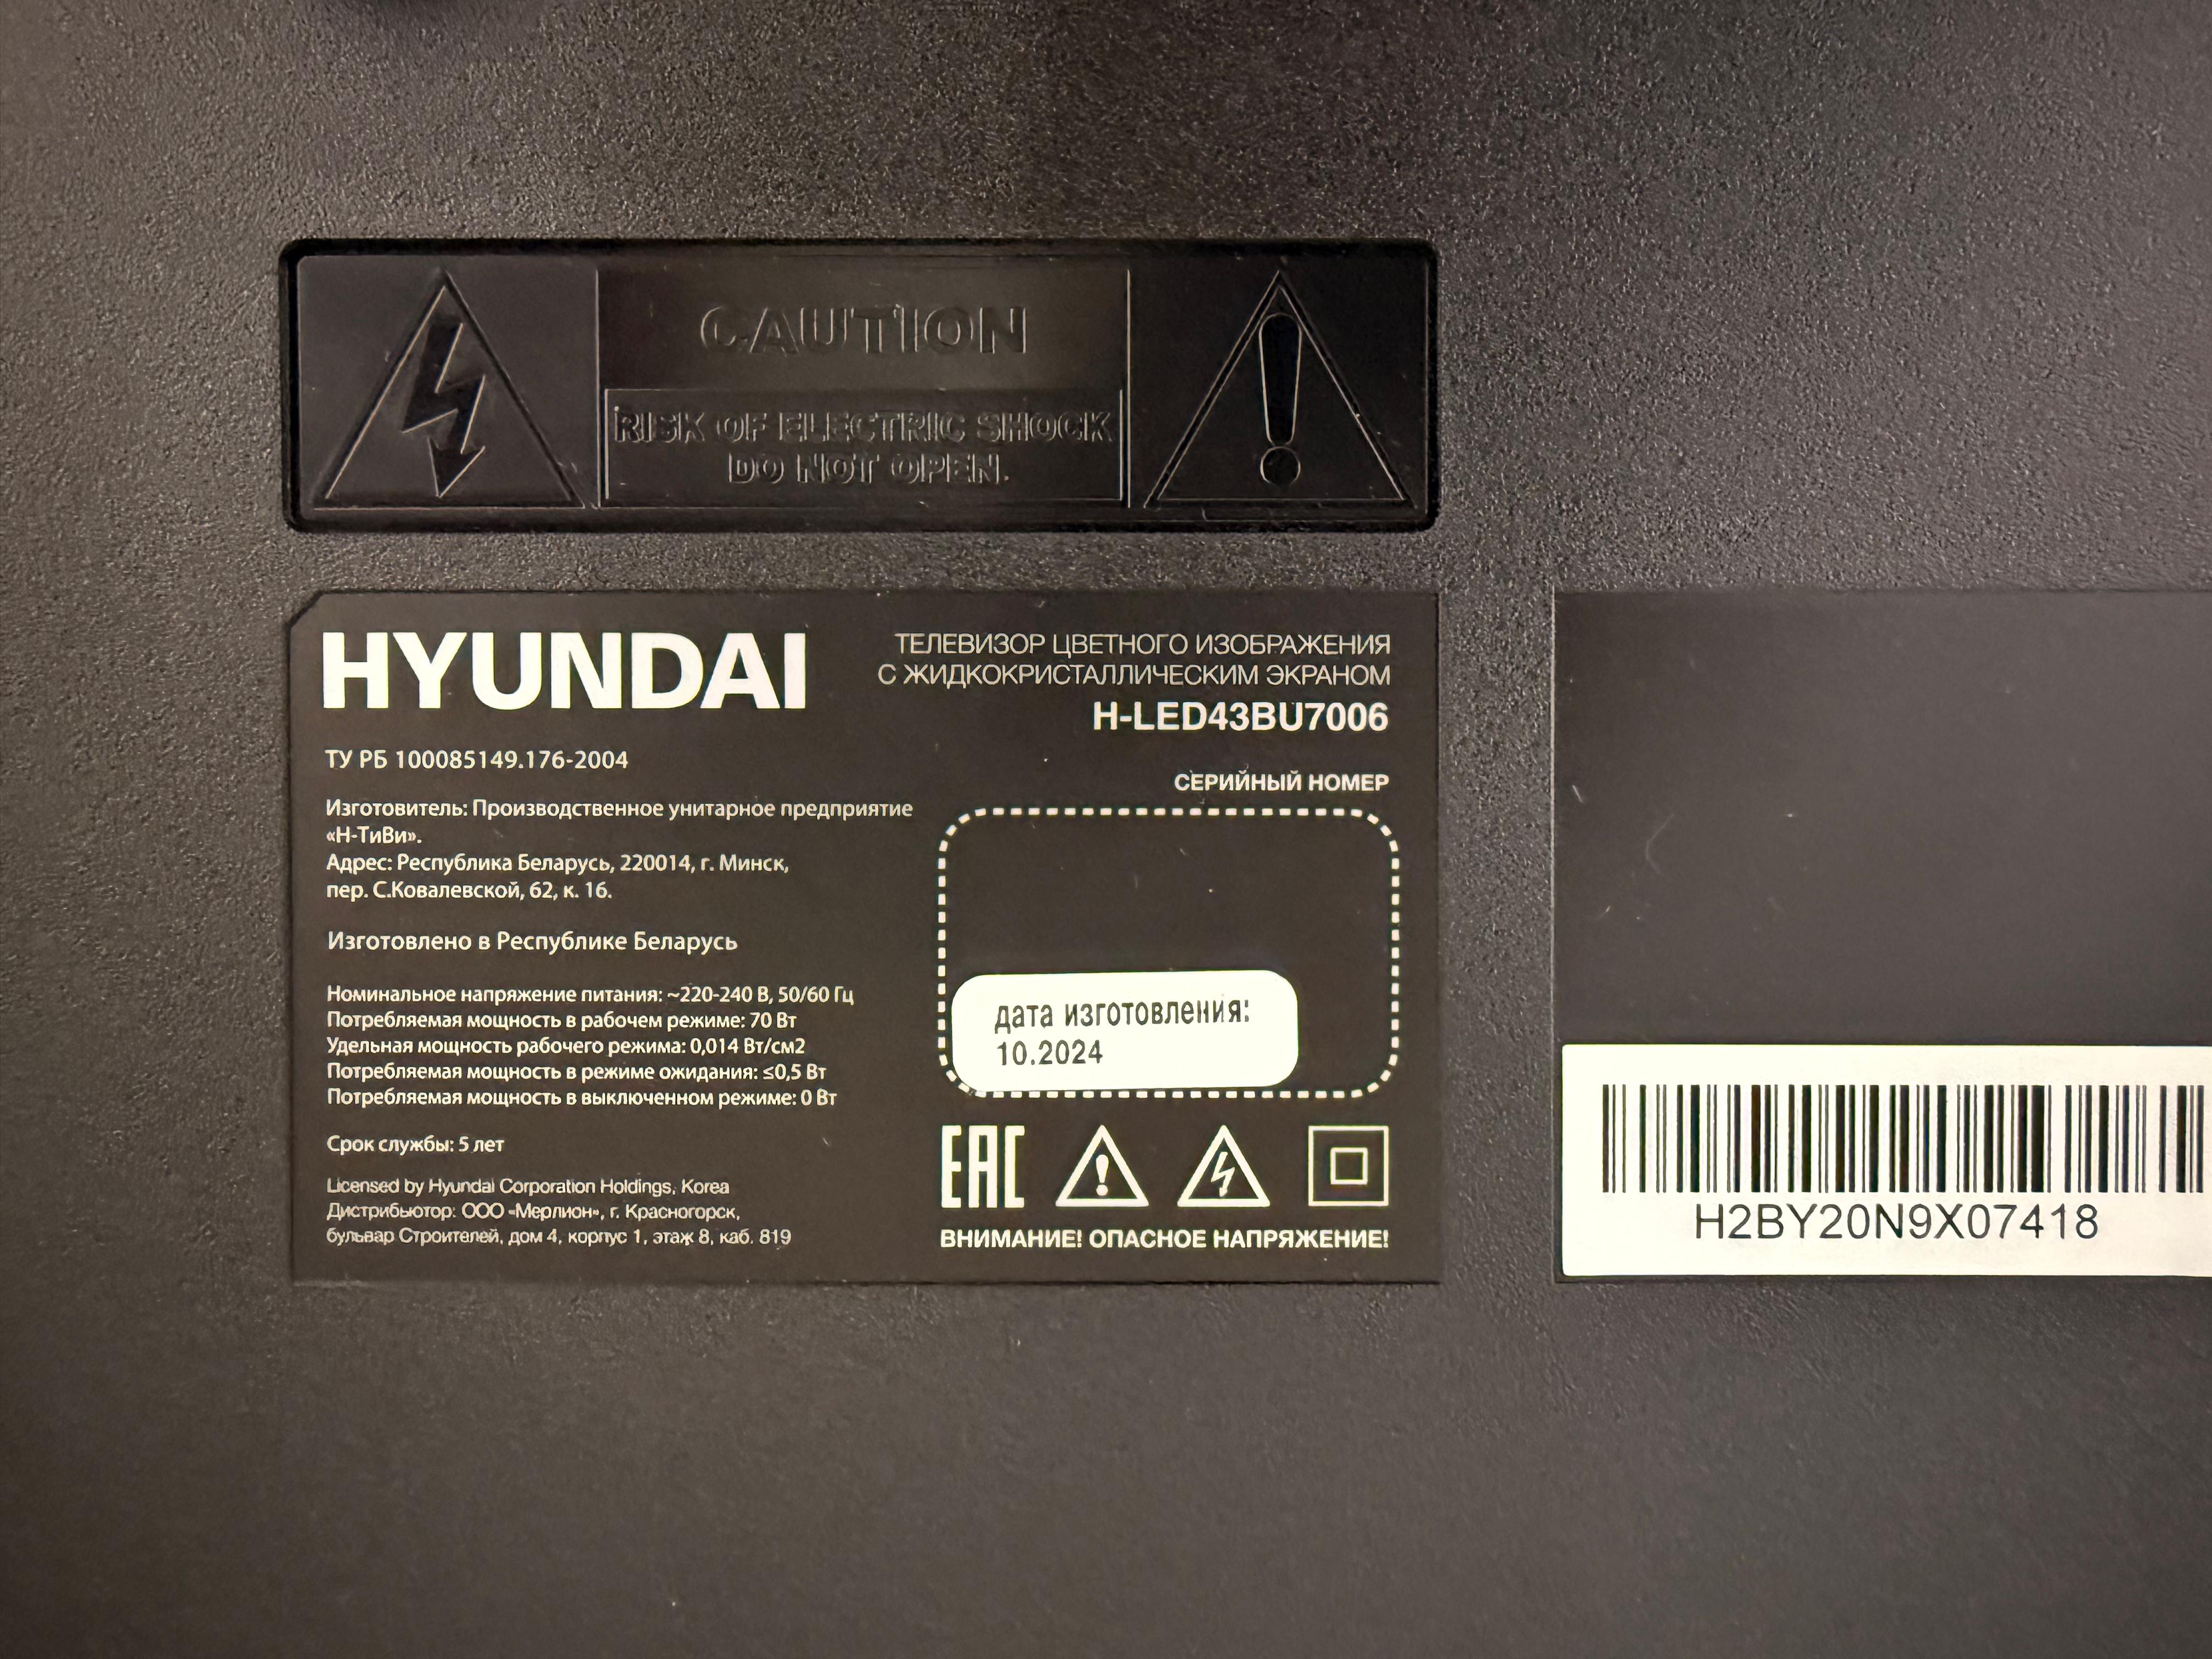 CAUTION
RISK OF ELECTRIC SHOCK
DO NOT OPEN.
HYUNDAI
ТЕЛЕВИЗОР ЦВЕТНОГО ИЗОБРАЖЕНИЯ
С ЖИДКОКРИСТАЛЛИЧЕСКИМ ЭКРАНОМ
H-LED43BU7006
ТУ РБ 100085149.176-2004
СЕРИЙНЫЙ НОМЕР
Изготовитель: Производственное унитарное предприятие
«Н-ТиВи».
Адрес: Республика Беларусь, 220014, г. Минск,
пер. С.Ковалевской, 62, к. 16.
Изготовлено в Республике Беларусь
Номинальное напряжение питания: ~220-240 В, 50/60 Гц
Потребляемая мощность в рабочем режиме: 70 Вт
Удельная мощность рабочего режима: 0,014 Вт/см2
Потребляемая мощность в режиме ожидания: ≤0,5 Вт
Потребляемая мощность в выключенном режиме: 0 Вт
Срок службы: 5 лет
Licensed by Hyundai Corporation Holdings, Korea
Дистрибьютор: ООО «Мерлион», г. Красногорск,
бульвар Строителей, дом 4, корпус 1, этаж 8, каб. 819
дата изготовления:
10.2024
EAC
ВНИМАНИЕ! ОПАСНОЕ НАПРЯЖЕНИЕ!
H2BY20N9X07418